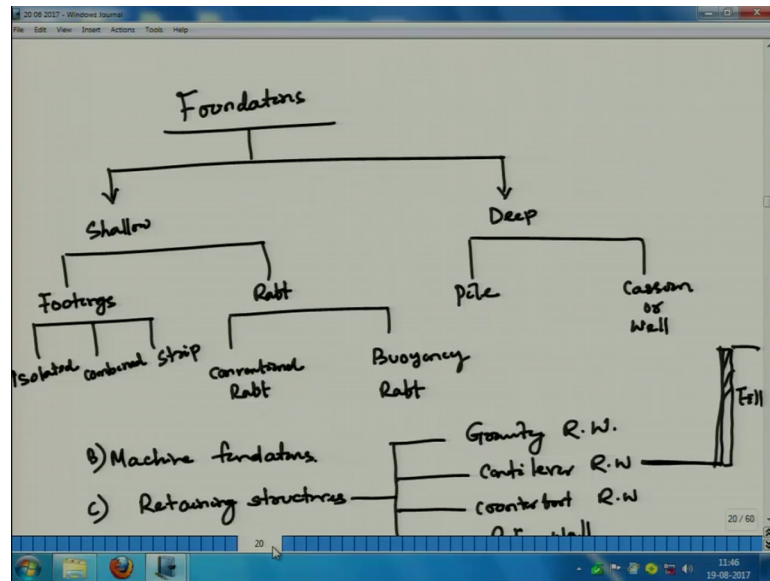 20 06 2017 - Windows Journal
File Edit View Insert Actions Tools Help
Foundations
Shallow
Deep
Footings
Raft
Pile
Caisson
or
Well
Isolated
Combined
Strip
Conventional
Raft
Buoyancy
Raft
Fill
B) Machine foundations.
C) Retaining structures
Gravity R.W.
Cantilever R.W
Counterfort R.W
wall
20 / 60
20
11:46
19-08-2017